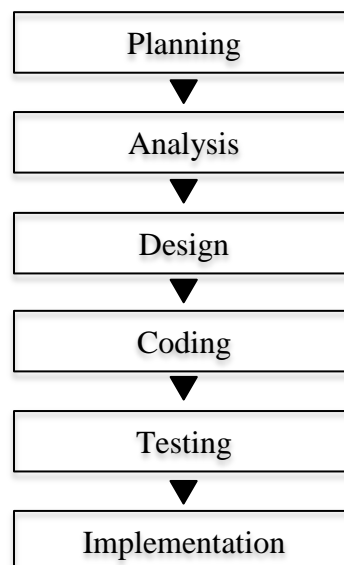 Planning
Analysis
Design
Coding
Testing
Implementation